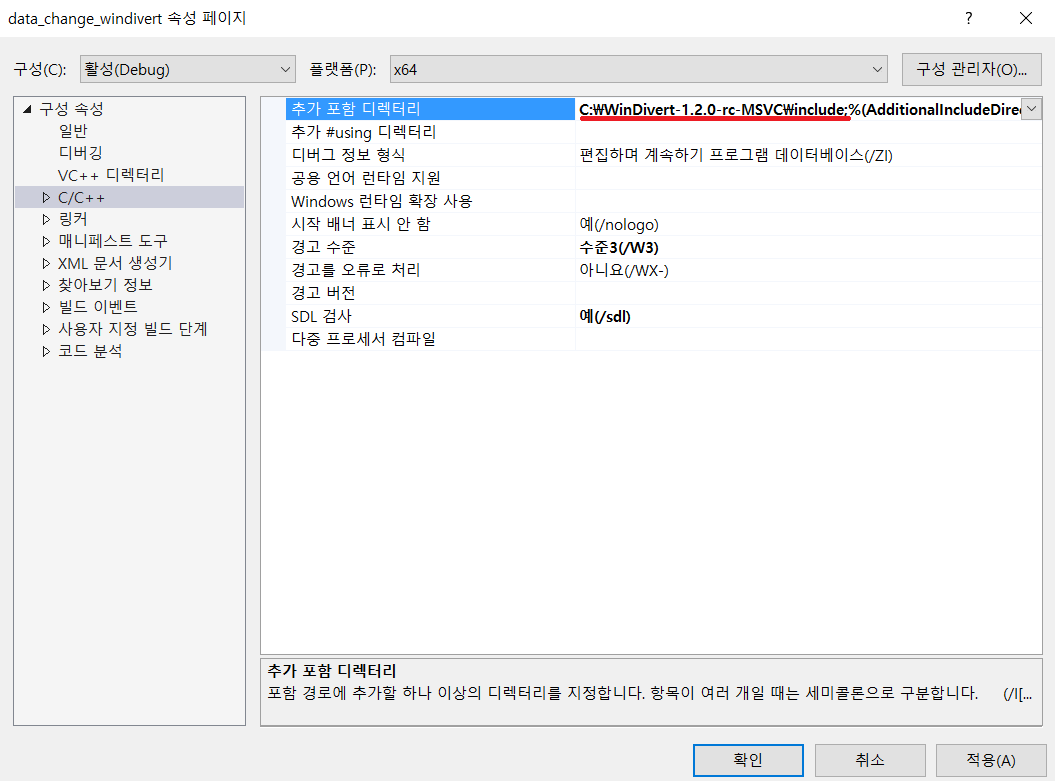 data_change_windivert 속성 페이지 ?
구성(C): 활성(Debug) 플랫폼(P): x64 구성 관리자(O)...
구성 속성
일반
디버깅
VC++ 디렉터리
C/C++
링커
매니페스트 도구
XML 문서 생성기
찾아보기 정보
빌드 이벤트
사용자 지정 빌드 단계
코드 분석
추가 포함 디렉터리 C:₩WinDivert-1.2.0-rc-MSVC₩include;%(AdditionalIncludeDirec
추가 #using 디렉터리
디버그 정보 형식 편집하며 계속하기 프로그램 데이터베이스(/ZI)
공용 언어 런타임 지원
Windows 런타임 확장 사용
시작 배너 표시 안 함 예(/nologo)
경고 수준 수준3(/W3)
경고를 오류로 처리 아니요(/WX-)
경고 버전
SDL 검사 예(/sdl)
다중 프로세서 컴파일
추가 포함 디렉터리
포함 경로에 추가할 하나 이상의 디렉터리를 지정합니다. 항목이 여러 개일 때는 세미콜론으로 구분합니다. (/I[...
확인 취소 적용(A)